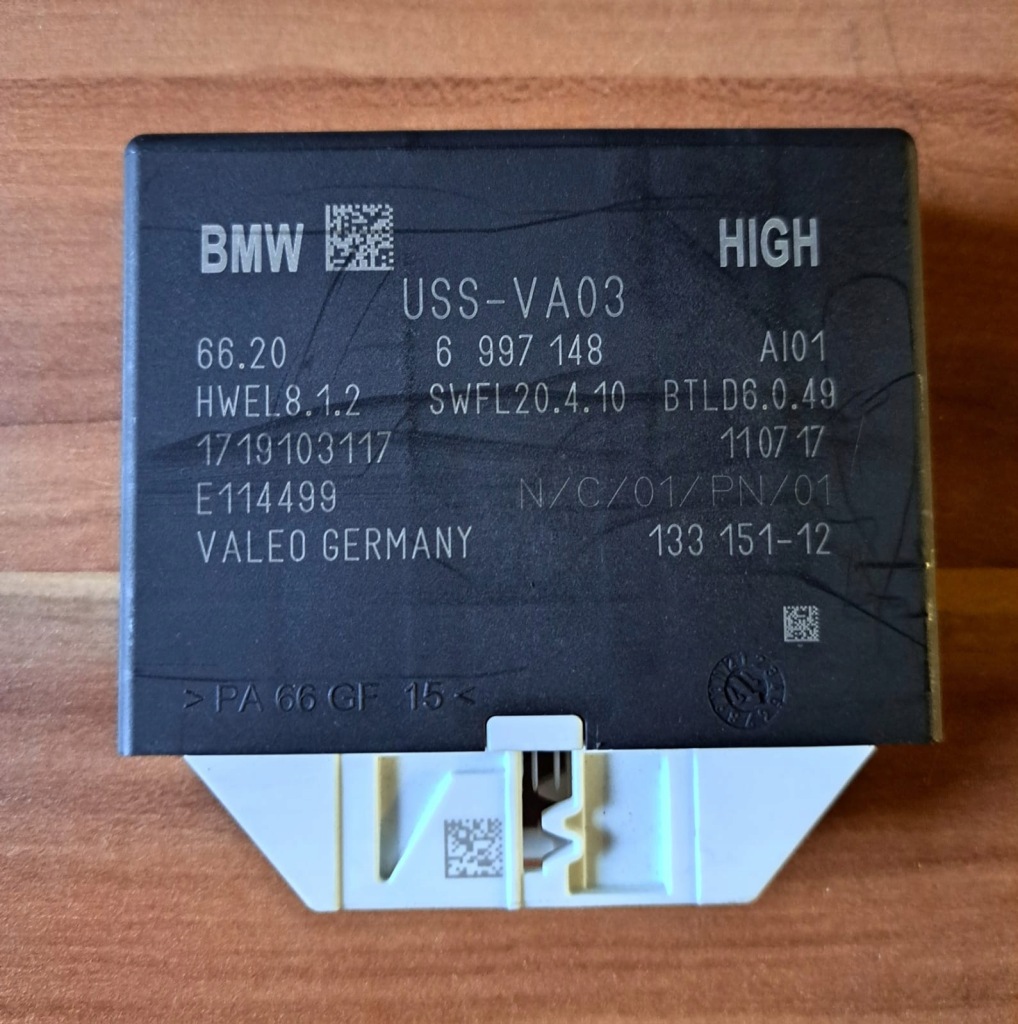 BMW HIGH
USS-VA03
66.20 6 997 148 AI01
HWEL8.1.2 SWFL20.4.10 BTLD6.0.49
1719103117 110717
E114499 N/C/01/PN/01
VALEO GERMANY 133 151-12
>PA 66 GF 15<